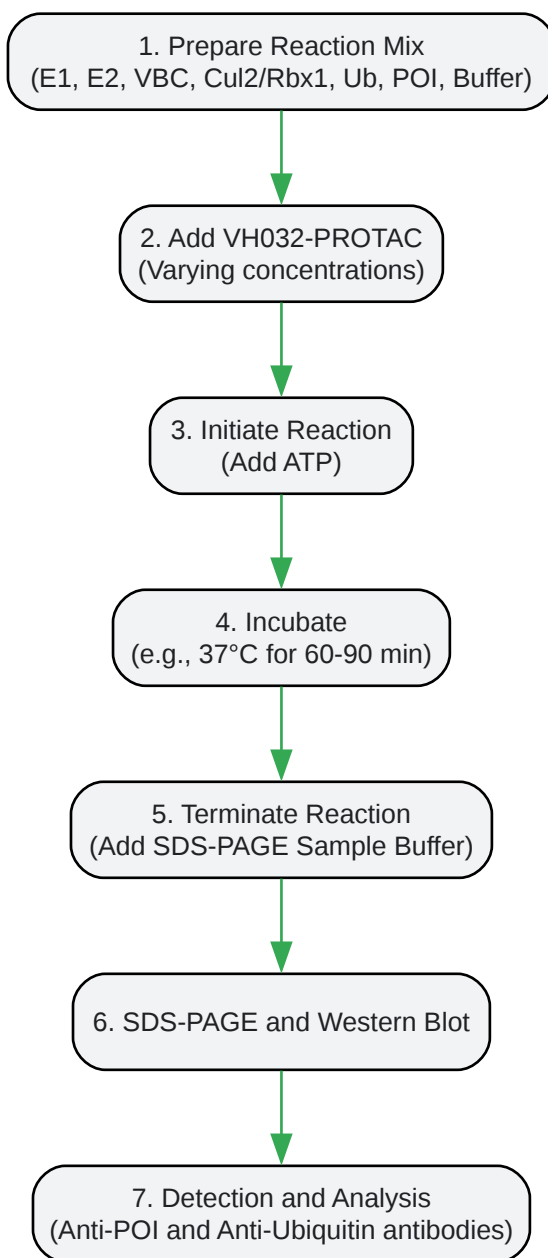 1. Prepare Reaction Mix
(E1, E2, VBC, Cul2/Rbx1, Ub, POI, Buffer)
2. Add VH032-PROTAC
(Varying concentrations)
3. Initiate Reaction
(Add ATP)
4. Incubate
(e.g., 37°C for 60-90 min)
5. Terminate Reaction
(Add SDS-PAGE Sample Buffer)
6. SDS-PAGE and Western Blot
7. Detection and Analysis
(Anti-POI and Anti-Ubiquitin antibodies)